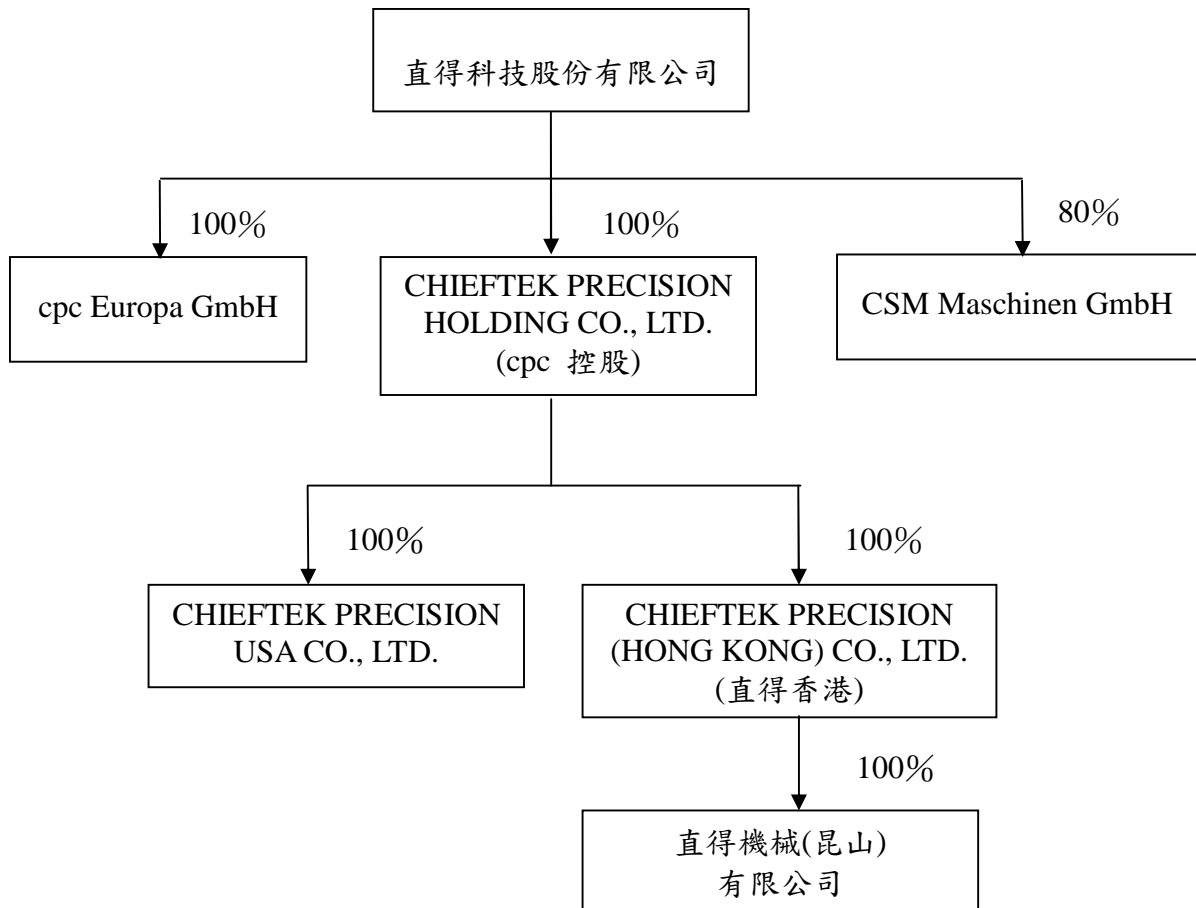 直得科技股份有限公司
100％
100％
80％
cpc Europa GmbH
CHIEFTEK PRECISION
HOLDING CO., LTD.
(cpc 控股)
CSM Maschinen GmbH
100％
100％
CHIEFTEK PRECISION
USA CO., LTD.
CHIEFTEK PRECISION
(HONG KONG) CO., LTD.
(直得香港)
100％
直得機械(昆山)
有限公司